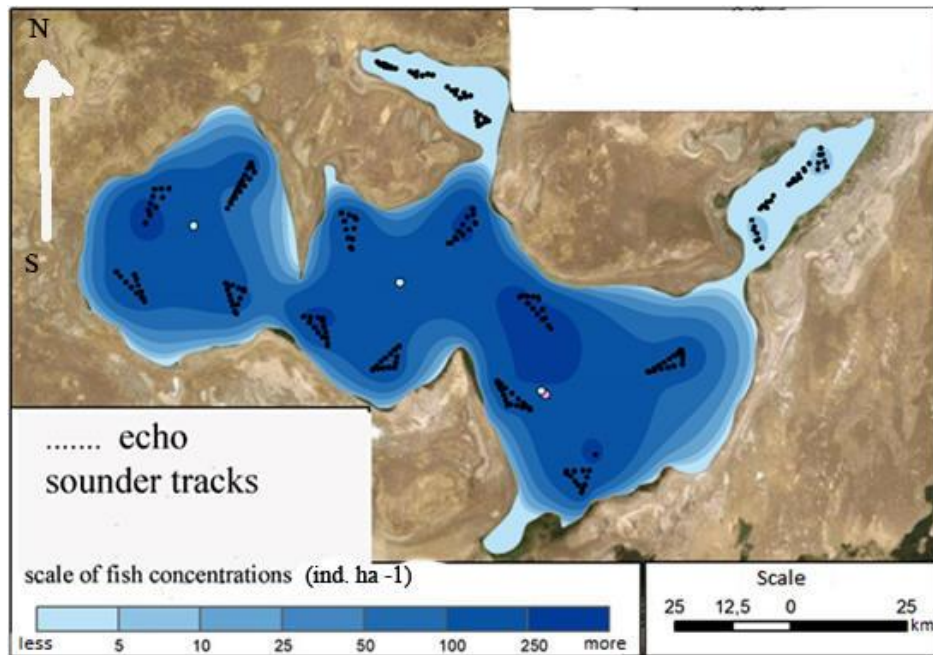 N
S
....... echo
sounder tracks
scale of fish concentrations (ind. ha -1)
less 5 10 25 50 100 250 more
Scale
25 12,5 0 25
km